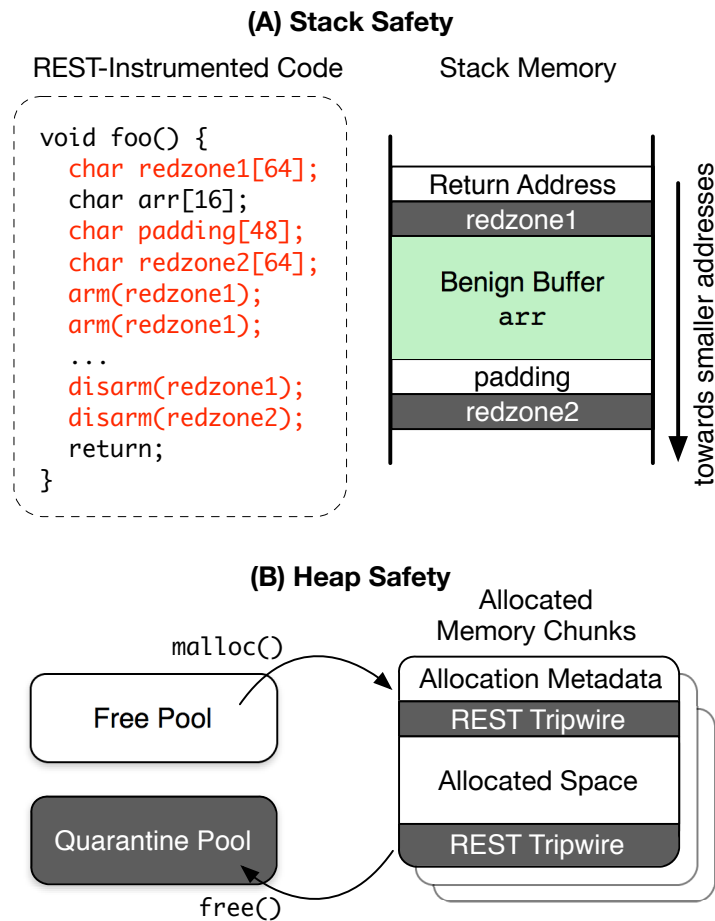 (A) Stack Safety
REST-Instrumented Code
void foo() {
char redzone1[64];
char arr[16];
char padding[48];
char redzone2[64];
arm(redzone1);
arm(redzone1);
...
disarm(redzone1);
disarm(redzone2);
return;
}
Stack Memory
Return Address
redzone1
Benign Buffer
arr
padding
redzone2
towards smaller addresses
(B) Heap Safety
malloc()
Free Pool
Quarantine Pool
free()
Allocated
Memory Chunks
Allocation Metadata
REST Tripwire
Allocated Space
REST Tripwire